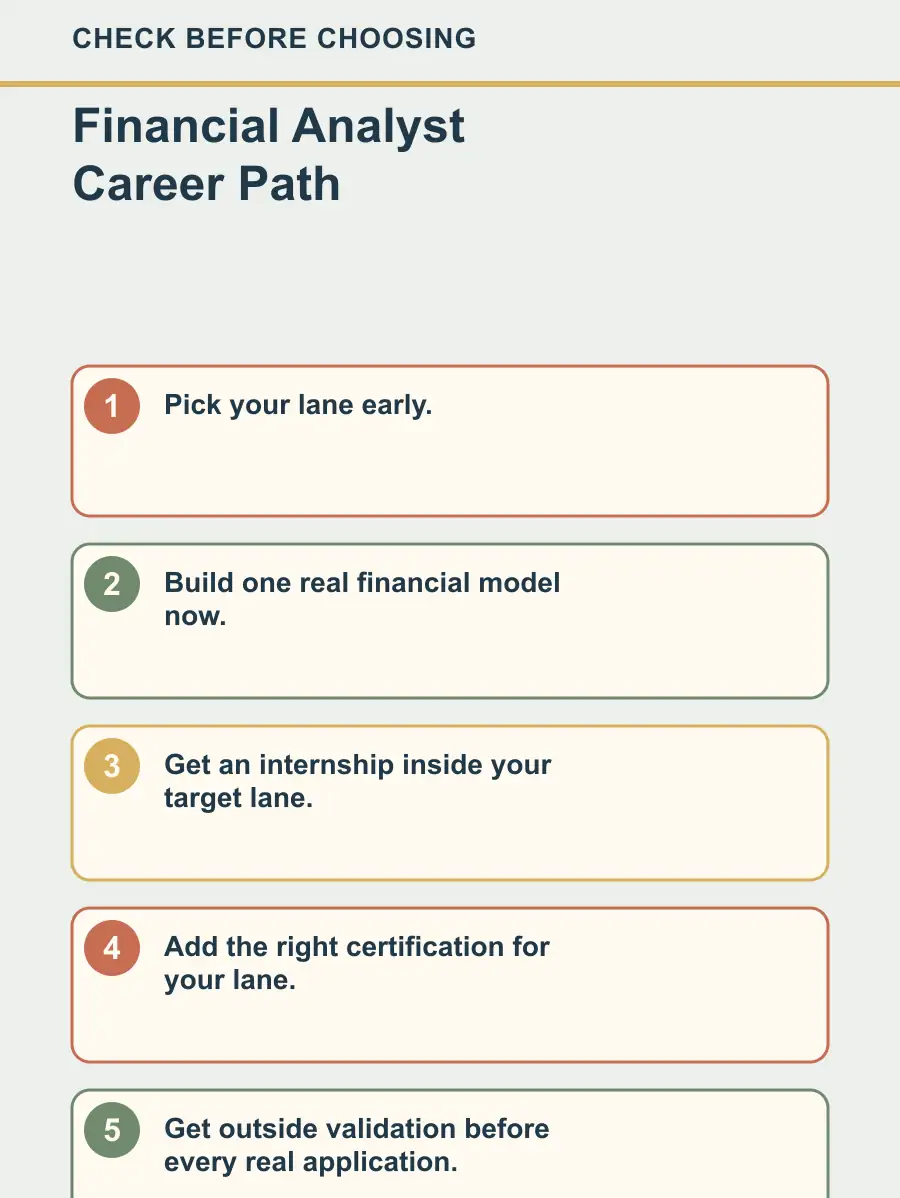 CHECK BEFORE CHOOSING
Financial Analyst
Career Path
1
Pick your lane early.
2
Build one real financial model
now.
3
Get an internship inside your
target lane.
4
Add the right certification for
your lane.
5
Get outside validation before
every real application.